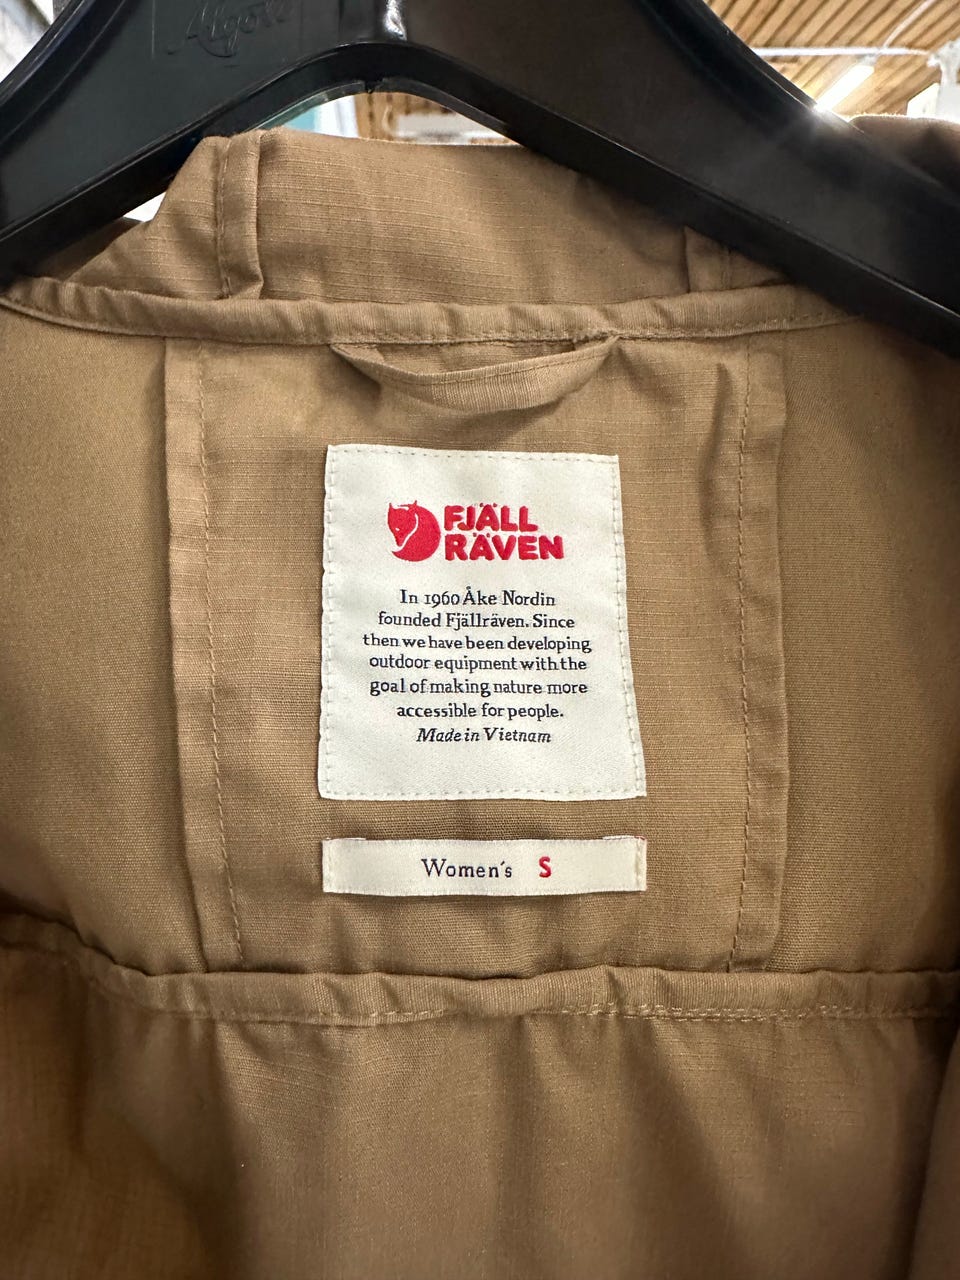 FJÄLL
RÄVEN
In 1960 Åke Nordin
founded Fjällräven. Since
then we have been developing
outdoor equipment with the
goal of making nature more
accessible for people.
Made in Vietnam
Women´s S